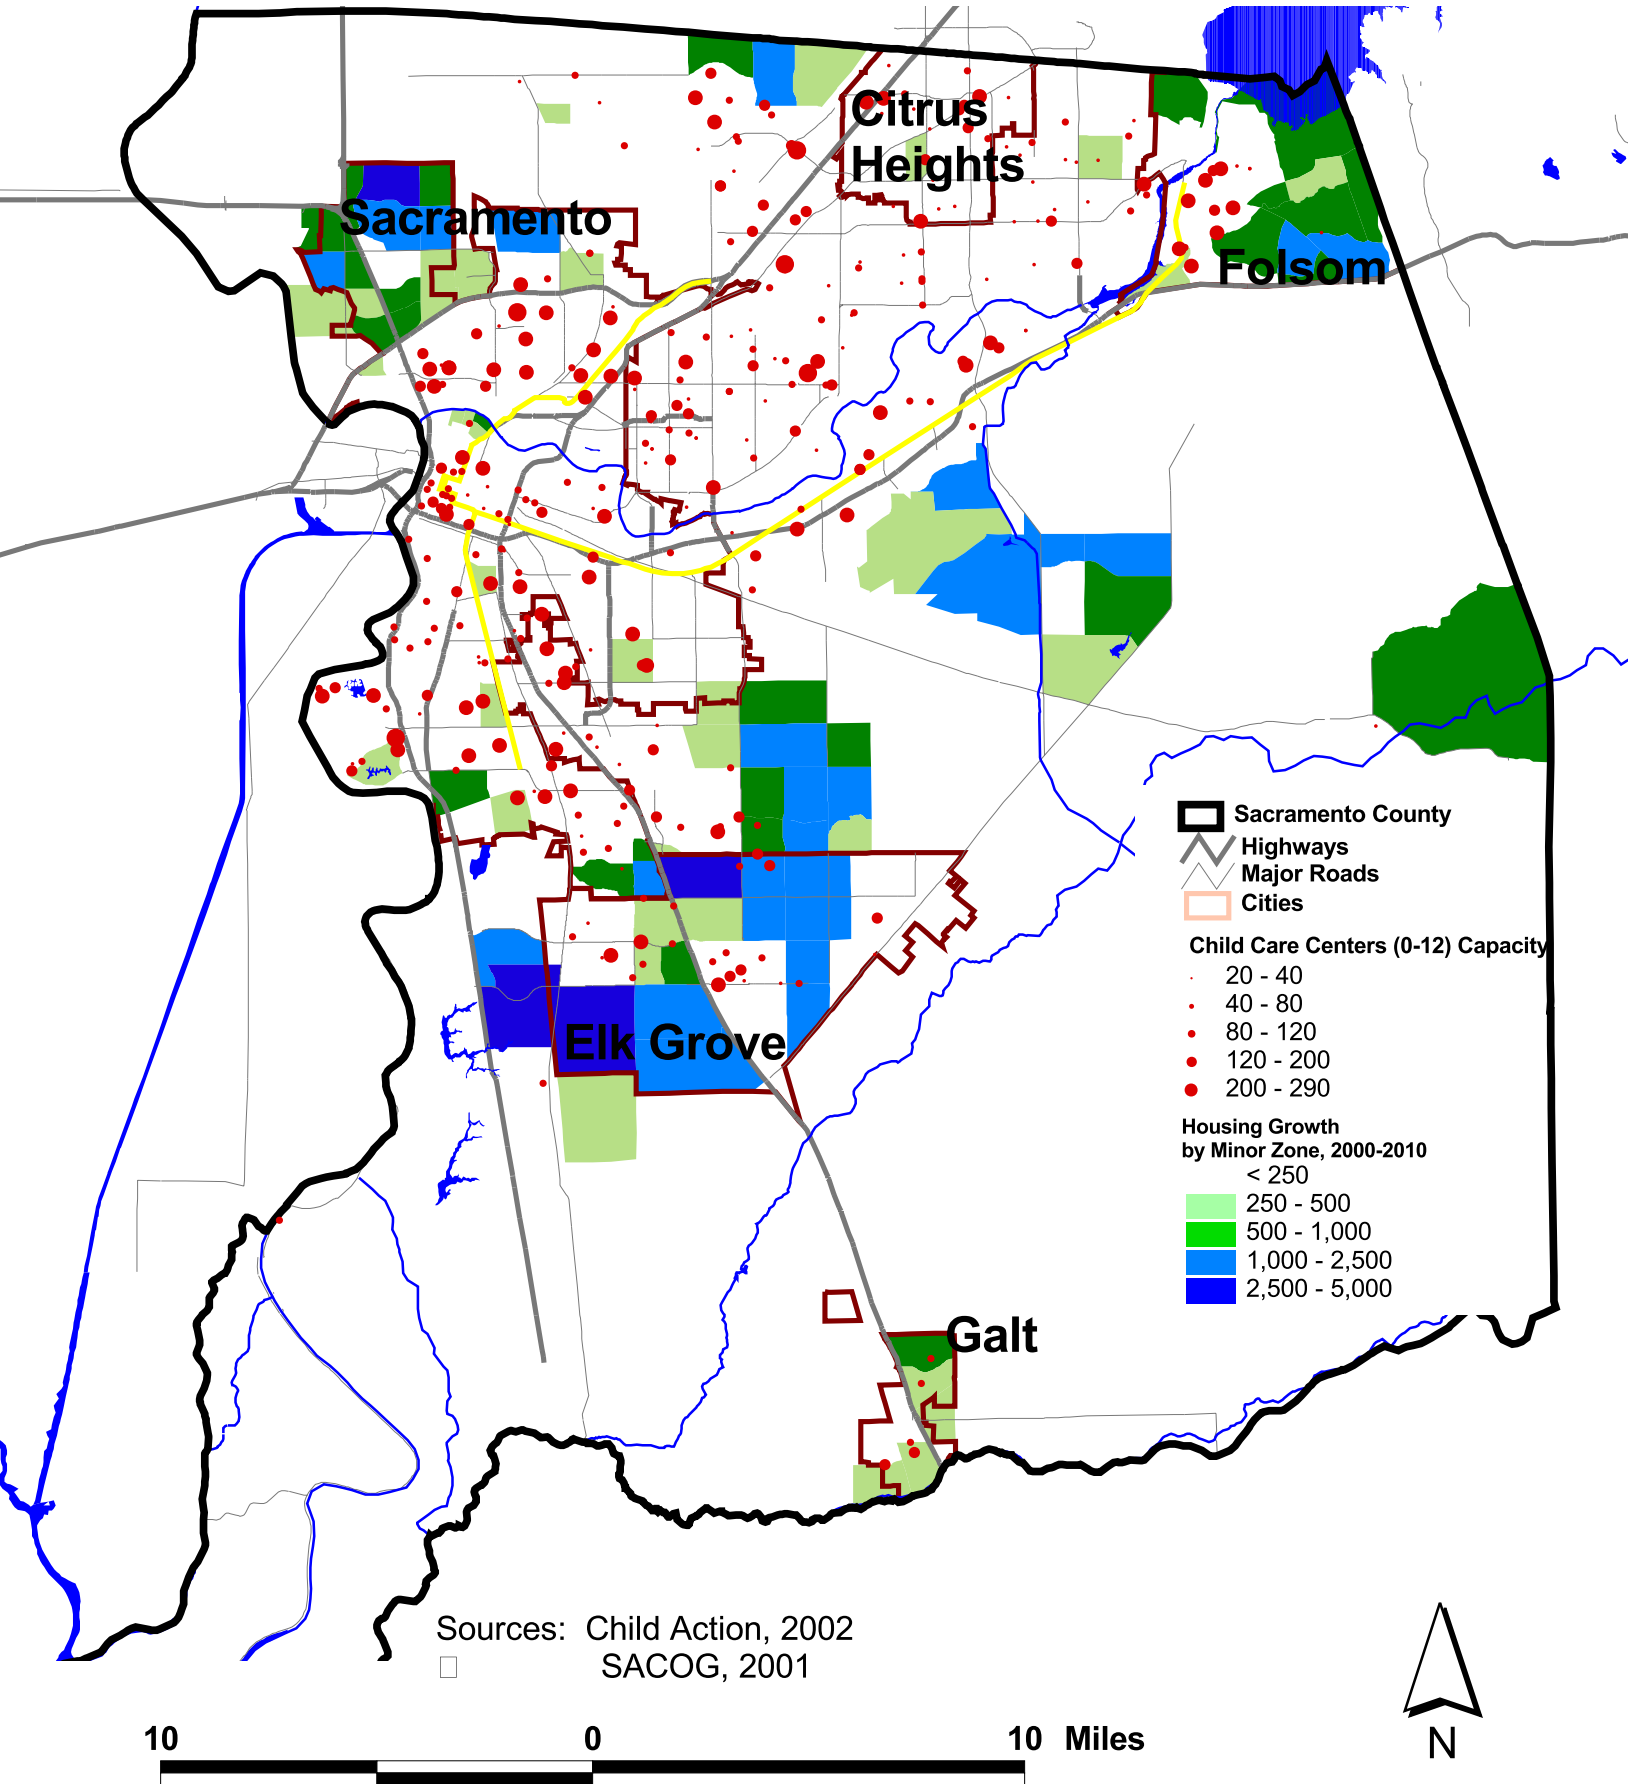 Citrus
Heights
Sacramento
Folsom
Sacramento County
Highways
Major Roads
Cities
Child Care Centers (0-12) Capacity
20 - 40
40 - 80
80 - 120
120 - 200
200 - 290
Elk Grove
Housing Growth
by Minor Zone, 2000-2010
< 250
250 - 500
500 - 1,000
1,000 - 2,500
2,500 - 5,000
Galt
Sources: Child Action, 2002
SACOG, 2001
10 0 10 Miles
N